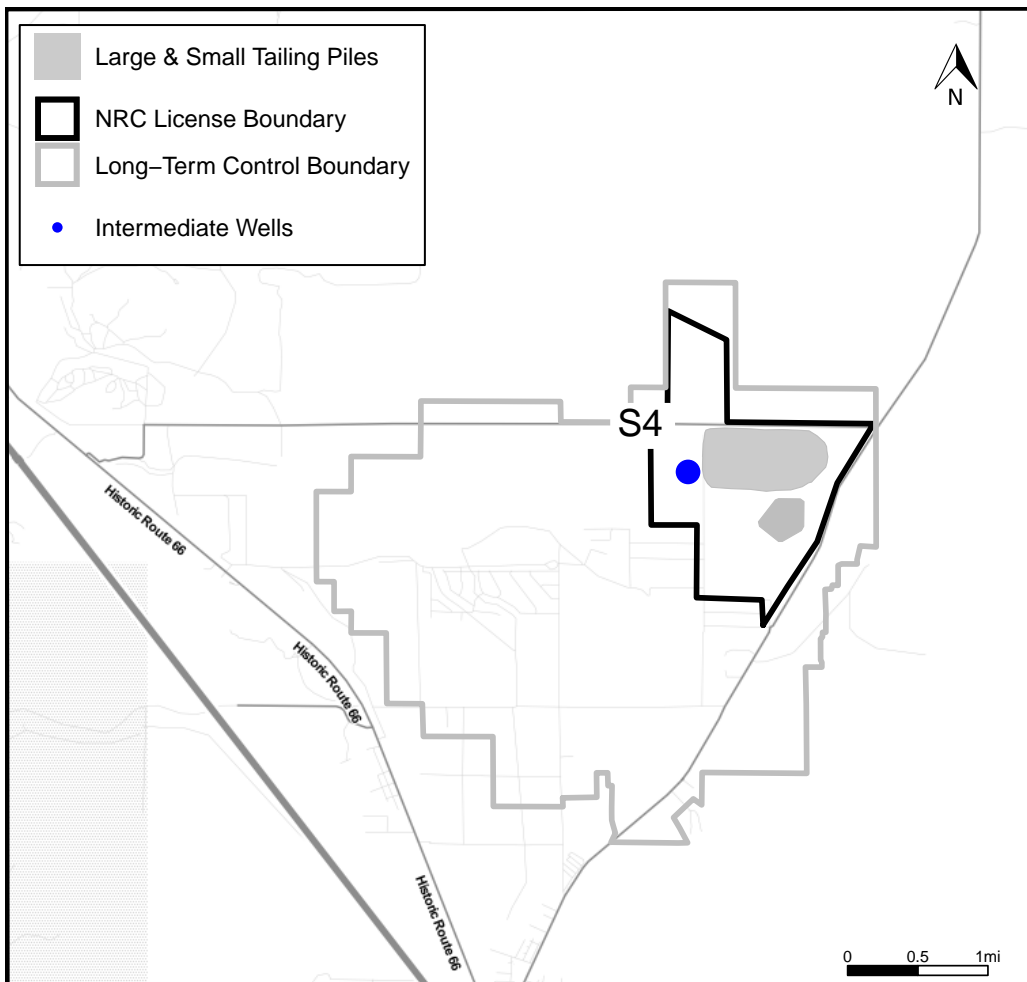 Large & Small Tailing Piles
NRC License Boundary
Long−Term Control Boundary
Intermediate Wells
N
S4
Historic Route 66
Historic Route 66
Historic Route 66
0 0.5 1mi